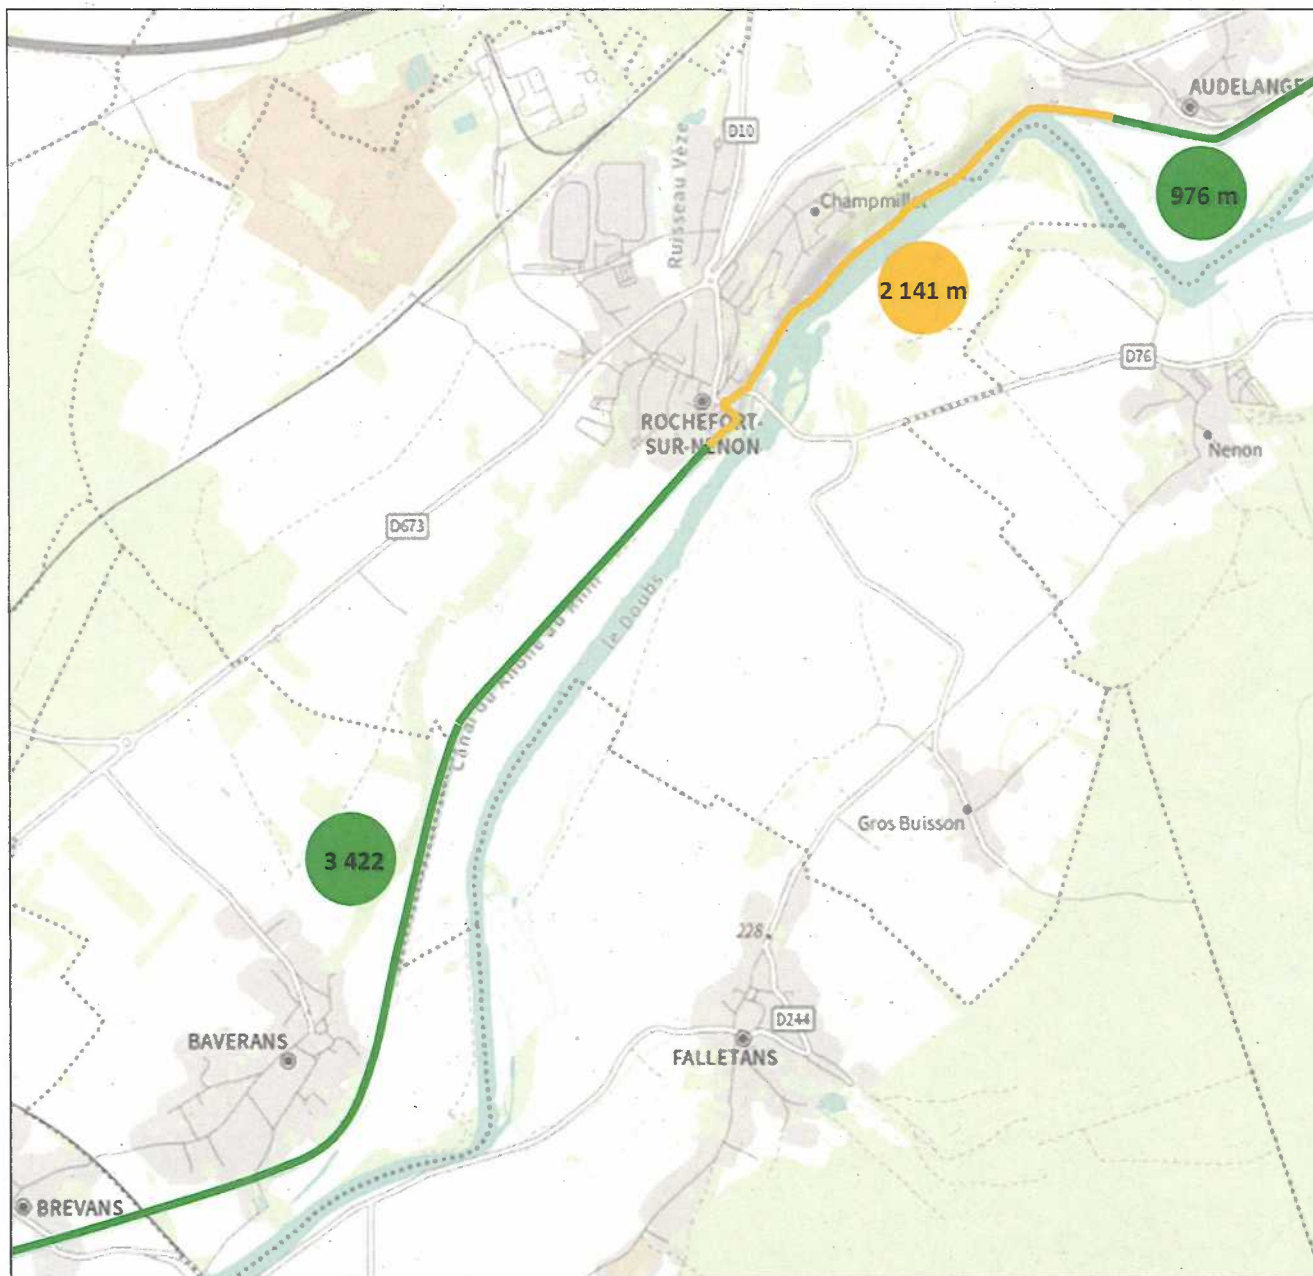 AUDELANGE
D10
Ruisseau Vèze
976 m
Champmillet
2 141 m
D76
ROCHEFORT-
SUR-NENON
Nenon
D673
le Doubs
Canal du Rhône au Rhin
Gros Buisson
3 422
228
D244
BAVERANS
FALLETANS
BREVANS